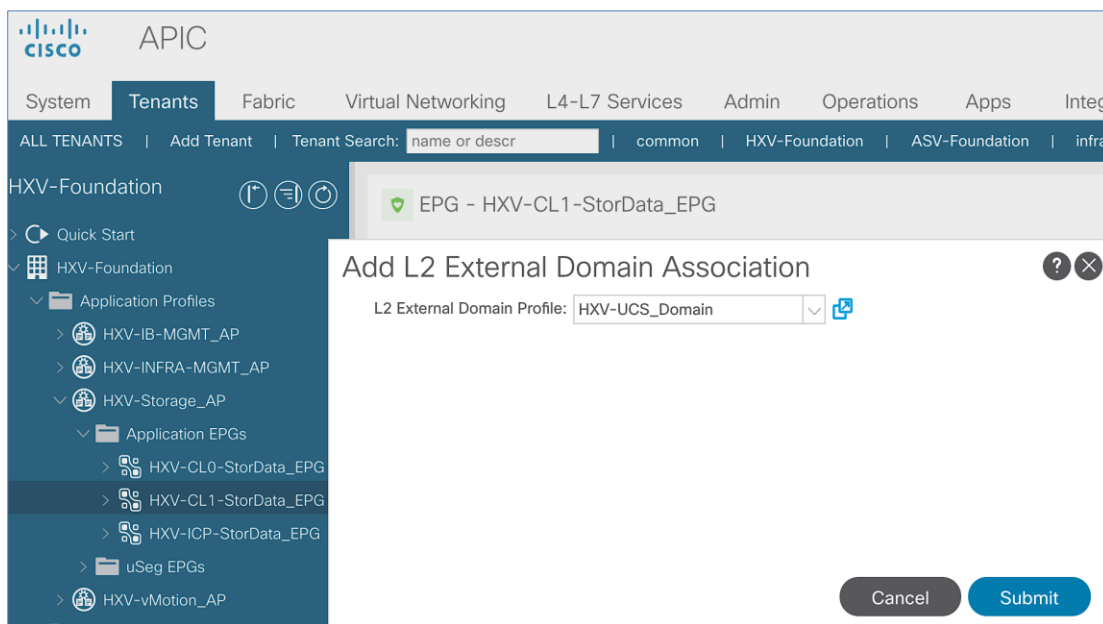 CISCO
APIC
System Tenants Fabric Virtual Networking L4-L7 Services Admin Operations Apps Integ
ALL TENANTS | Add Tenant | Tenant Search: name or descr | common | HXV-Foundation | ASV-Foundation | infra
HXV-Foundation
EPG - HXV-CL1-StorData_EPG
Quick Start
HXV-Foundation
Add L2 External Domain Association
Application Profiles
L2 External Domain Profile: HXV-UCS_Domain
HXV-IB-MGMT_AP
HXV-INFRA-MGMT_AP
HXV-Storage_AP
Application EPGs
HXV-CL0-StorData_EPG
HXV-CL1-StorData_EPG
HXV-ICP-StorData_EPG
uSeg EPGs
HXV-vMotion_AP
Cancel Submit